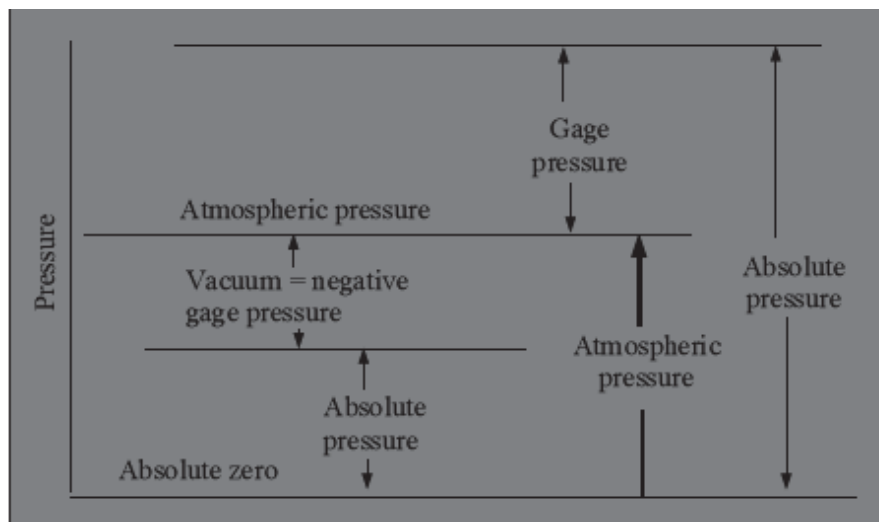 Gage
pressure
Atmospheric pressure
Pressure
Vacuum = negative
gage pressure
Absolute
pressure
Atmospheric
pressure
Absolute
pressure
Absolute zero